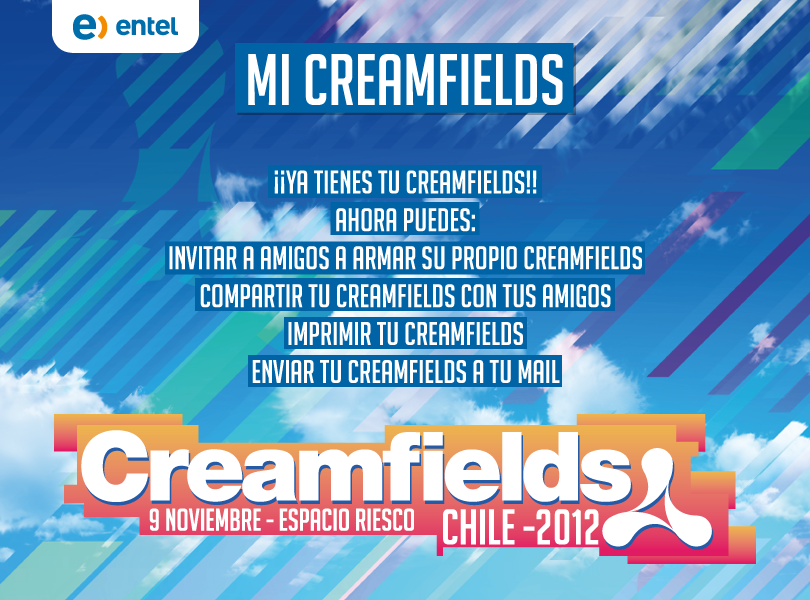 entel
MI CREAMFIELDS
¡¡YA TIENES TU CREAMFIELDS!!
AHORA PUEDES:
INVITAR A AMIGOS A ARMAR SU PROPIO CREAMFIELDS
COMPARTIR TU CREAMFIELDS CON TUS AMIGOS
IMPRIMIR TU CREAMFIELDS
ENVIAR TU CREAMFIELDS A TU MAIL
Creamfields
9 NOVIEMBRE - ESPACIO RIESCO
CHILE -2012